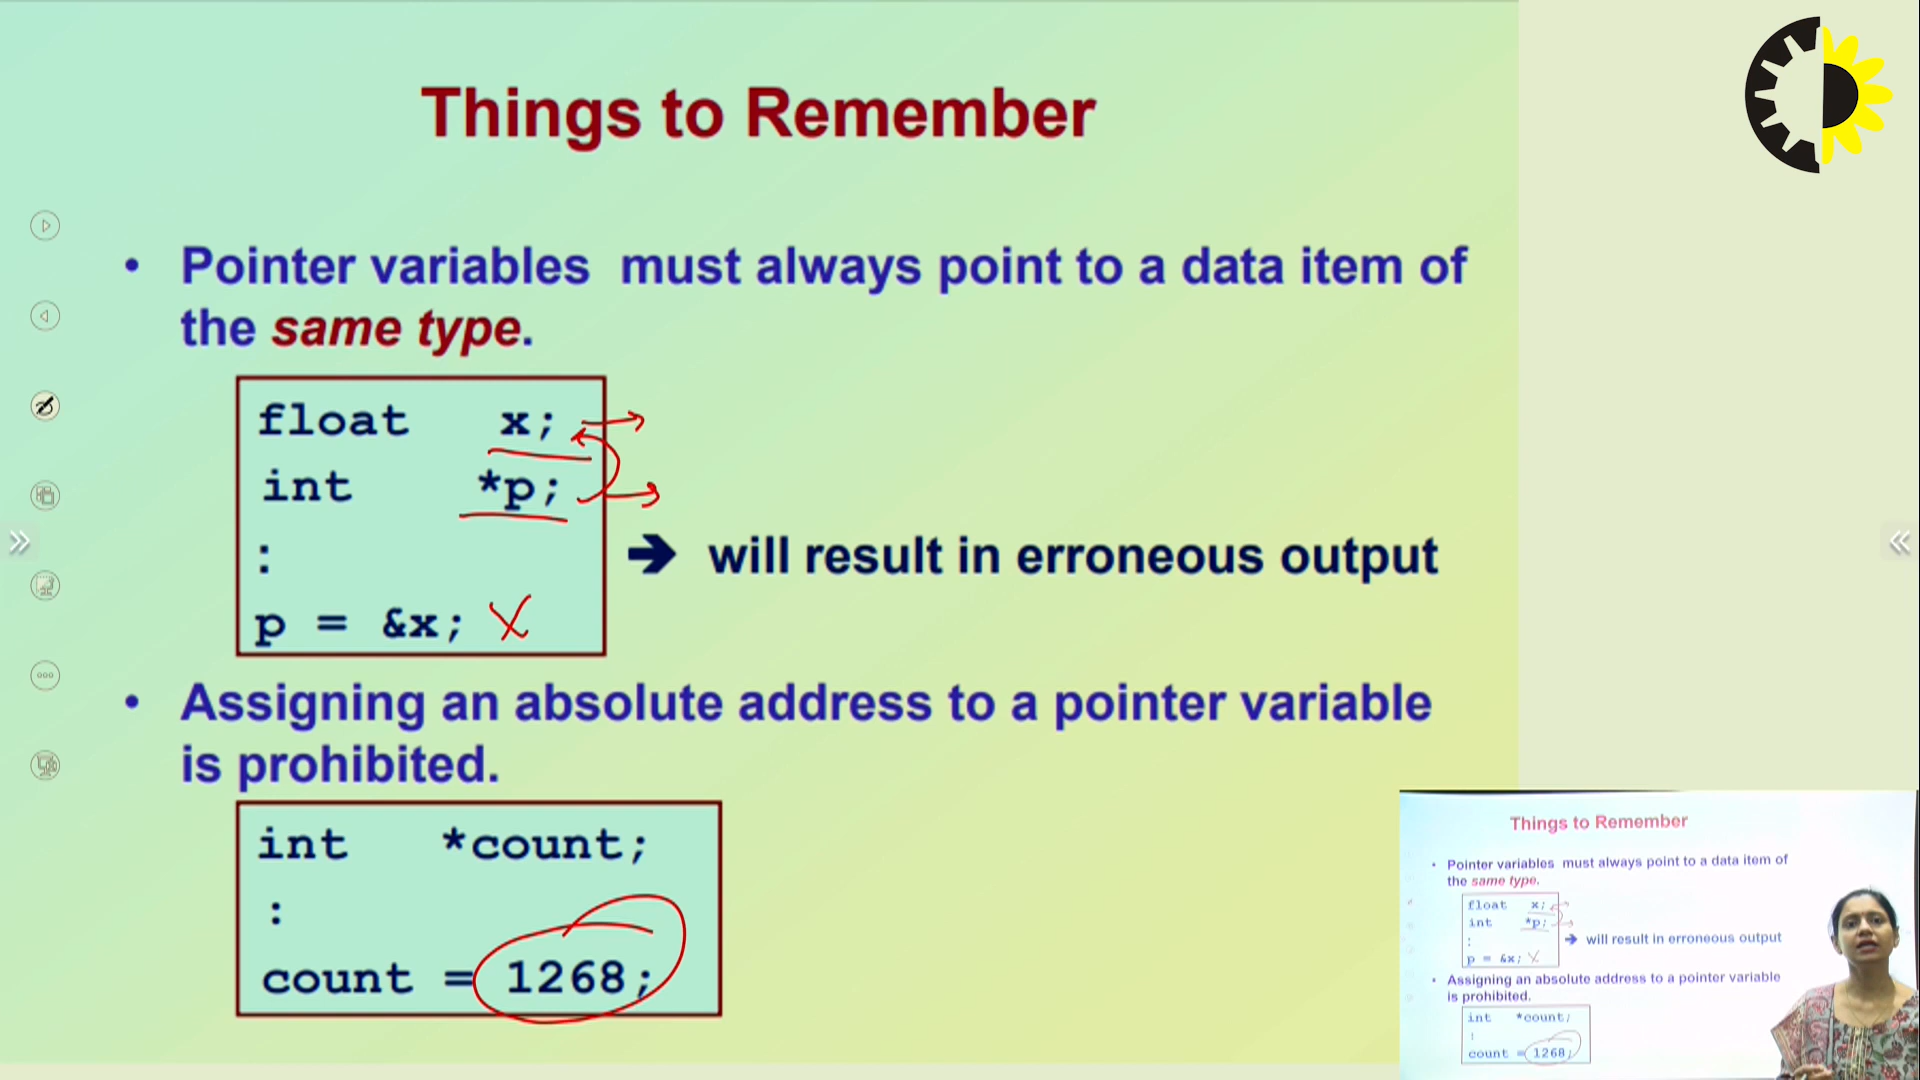 Things to Remember
• Pointer variables must always point to a data item of
the same type.
float x;
int *p;
:
p = &x; X
➔ will result in erroneous output
• Assigning an absolute address to a pointer variable
is prohibited.
int *count;
:
count = 1268;
Things to Remember
• Pointer variables must always point to a data item of
the same type.
float x;
int *p;
:
p = &x; X
➔ will result in erroneous output
• Assigning an absolute address to a pointer variable
is prohibited.
int *count;
:
count = 1268;